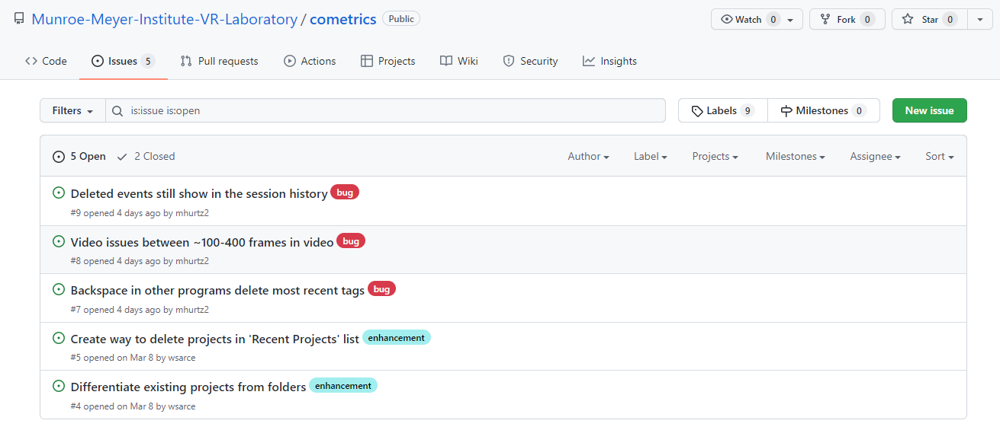 Munroe-Meyer-Institute-VR-Laboratory / cometrics Public Watch 0 Fork 0 Star 0
Code Issues 5 Pull requests Actions Projects Wiki Security Insights
Filters is:issue is:open Labels 9 Milestones 0 New issue
5 Open 2 Closed Author Label Projects Milestones Assignee Sort
Deleted events still show in the session history bug
#9 opened 4 days ago by mhurtz2
Video issues between ~100-400 frames in video bug
#8 opened 4 days ago by mhurtz2
Backspace in other programs delete most recent tags bug
#7 opened 4 days ago by mhurtz2
Create way to delete projects in 'Recent Projects' list enhancement
#5 opened on Mar 8 by wsarce
Differentiate existing projects from folders enhancement
#4 opened on Mar 8 by wsarce